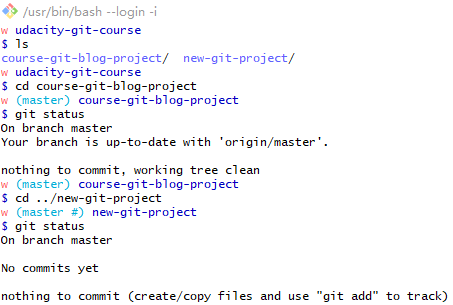 /usr/bin/bash --login -i
w udacity-git-course
$ ls
course-git-blog-project/  new-git-project/
w udacity-git-course
$ cd course-git-blog-project
w (master) course-git-blog-project
$ git status
On branch master
Your branch is up-to-date with 'origin/master'.

nothing to commit, working tree clean
w (master) course-git-blog-project
$ cd ../new-git-project
w (master #) new-git-project
$ git status
On branch master

No commits yet

nothing to commit (create/copy files and use "git add" to track)